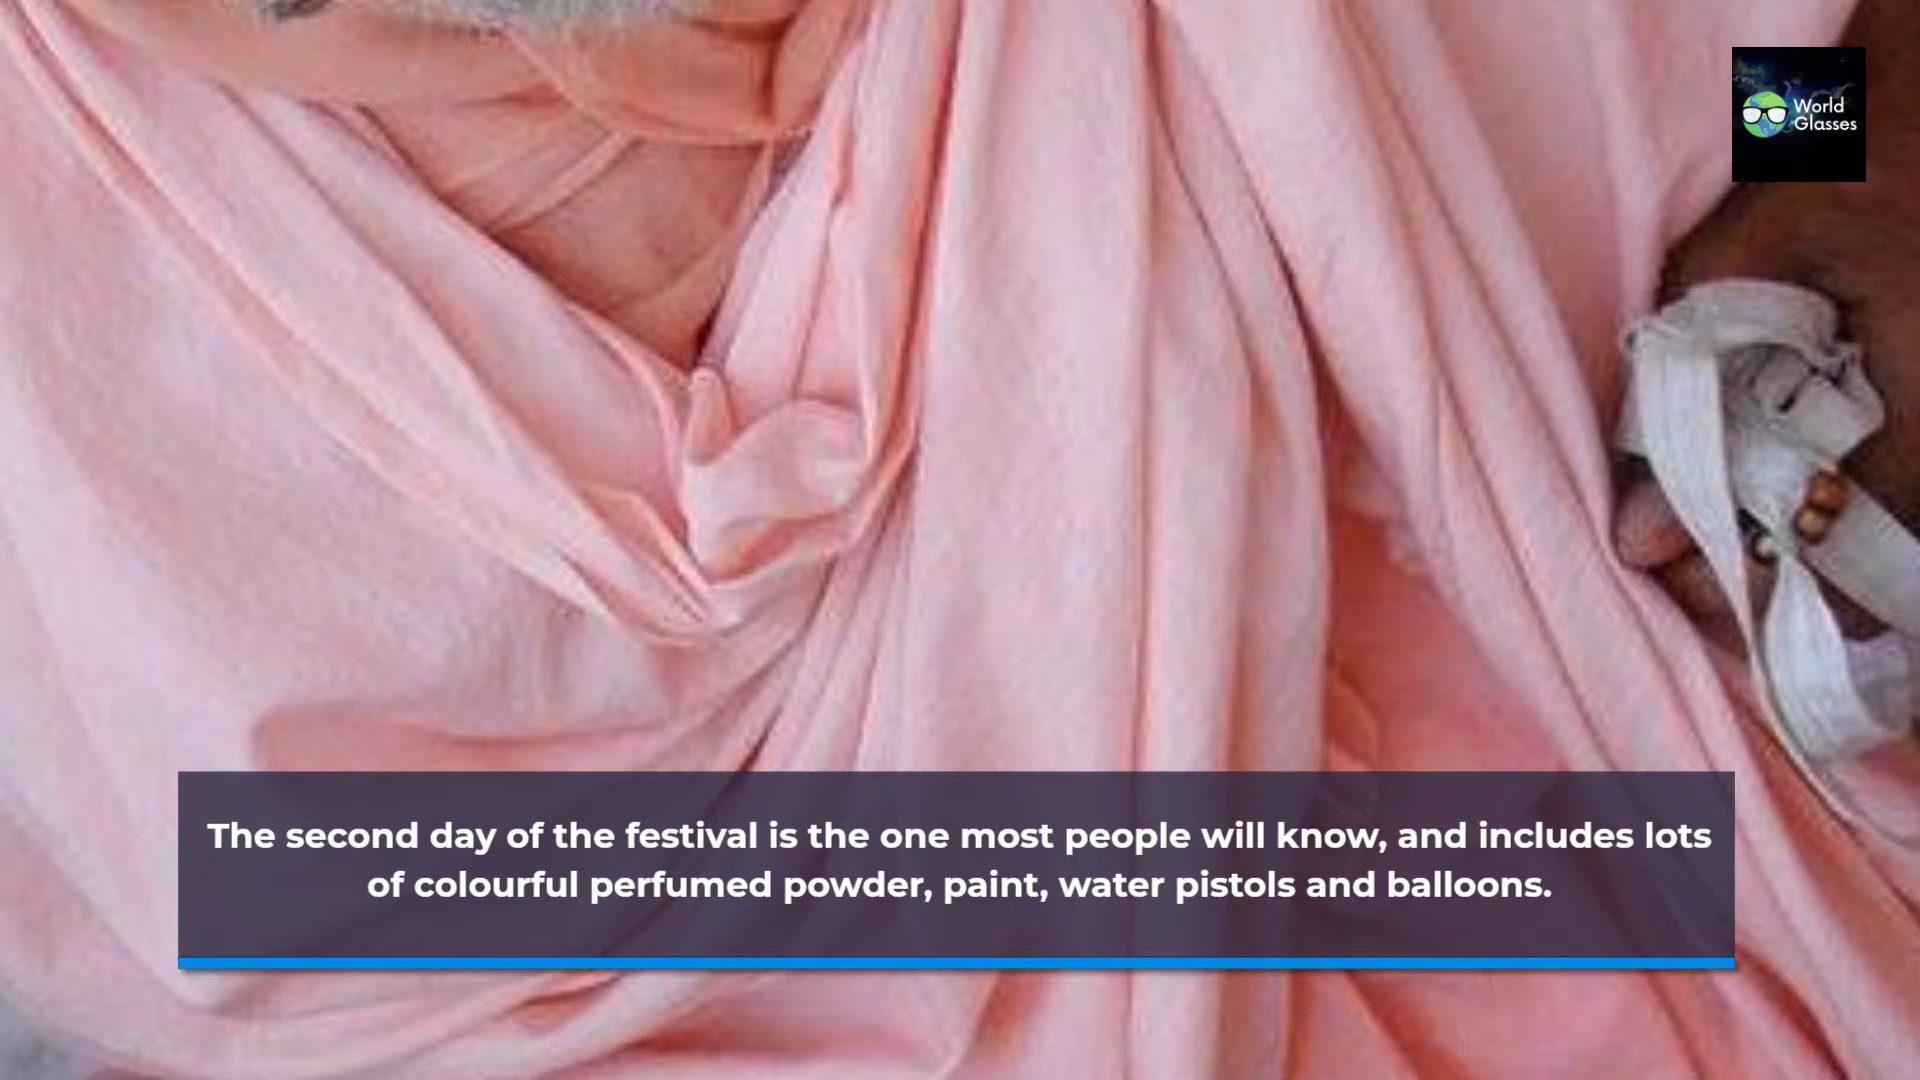 World
Glasses
The second day of the festival is the one most people will know, and includes lots
of colourful perfumed powder, paint, water pistols and balloons.